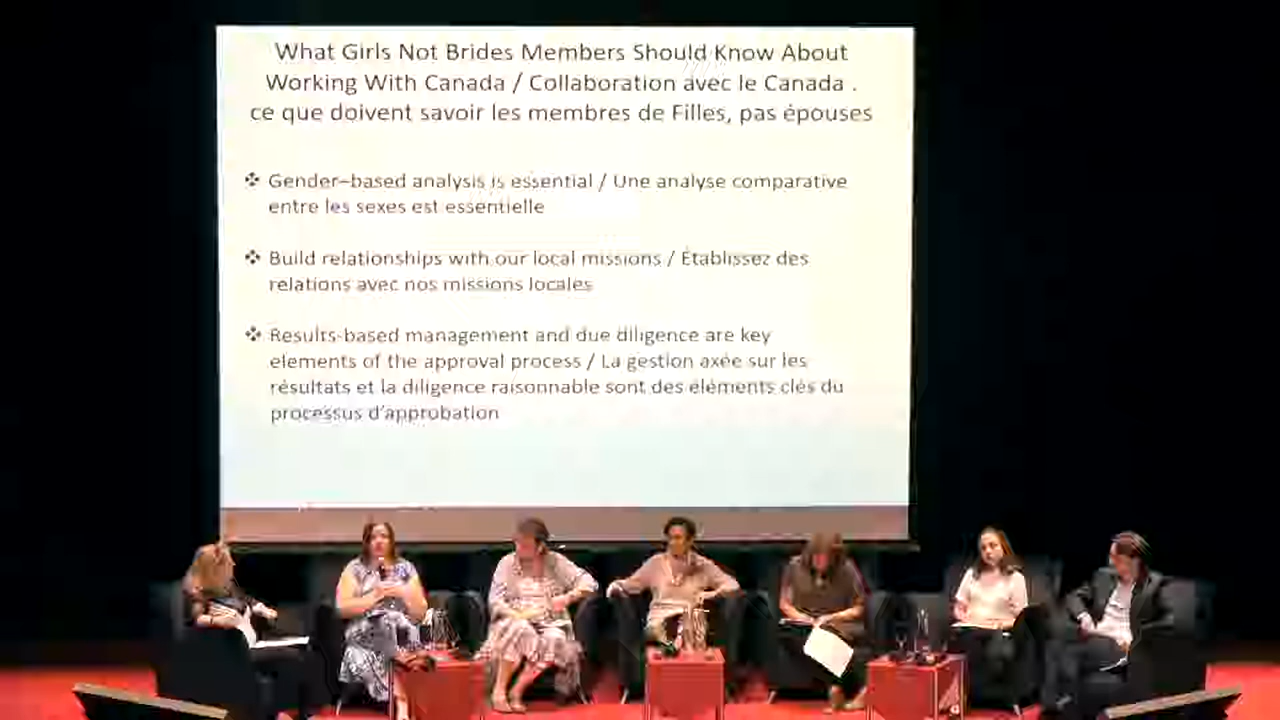 What Girls Not Brides Members Should Know About
Working With Canada / Collaboration avec le Canada .
ce que doivent savoir les membres de Filles, pas épouses
❖ Gender–based analysis is essential / Une analyse comparative
entre les sexes est essentielle
❖ Build relationships with our local missions / Établissez des
relations avec nos missions locales
❖ Results-based management and due diligence are key
elements of the approval process / La gestion axée sur les
résultats et la diligence raisonnable sont des éléments clés du
processus d'approbation